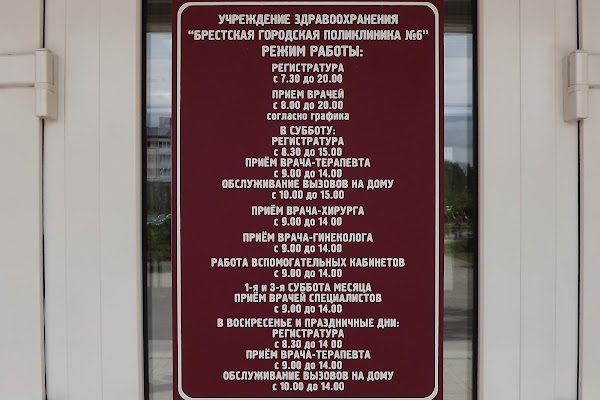 УЧРЕЖДЕНИЕ ЗДРАВООХРАНЕНИЯ
“БРЕСТСКАЯ ГОРОДСКАЯ ПОЛИКЛИНИКА №6”
РЕЖИМ РАБОТЫ:
РЕГИСТРАТУРА
с 7.30 до 20.00
ПРИЕМ ВРАЧЕЙ
с 8.00 до 20.00
согласно графика
В СУББОТУ:
РЕГИСТРАТУРА
с 8.30 до 15.00
ПРИЁМ ВРАЧА-ТЕРАПЕВТА
с 9.00 до 14.00
ОБСЛУЖИВАНИЕ ВЫЗОВОВ НА ДОМУ
с 10.00 до 15.00
ПРИЁМ ВРАЧА-ХИРУРГА
с 9.00 до 14 00
ПРИЁМ ВРАЧА-ГИНЕКОЛОГА
с 9.00 до 14.00
РАБОТА ВСПОМОГАТЕЛЬНЫХ КАБИНЕТОВ
с 9.00 до 14.00
1-я и 3-я СУББОТА МЕСЯЦА
ПРИЁМ ВРАЧЕЙ СПЕЦИАЛИСТОВ
с 9.00 до 14.00
В ВОСКРЕСЕНЬЕ И ПРАЗДНИЧНЫЕ ДНИ:
РЕГИСТРАТУРА
с 8.30 до 14 00
ПРИЁМ ВРАЧА-ТЕРАПЕВТА
с 9.00 до 14.00
ОБСЛУЖИВАНИЕ ВЫЗОВОВ НА ДОМУ
с 10.00 до 14.00